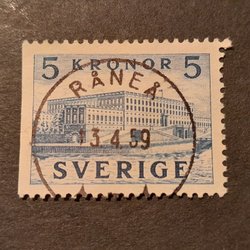 5 KRONOR 5
RÅNEÅ
13.4.59
SVERIGE